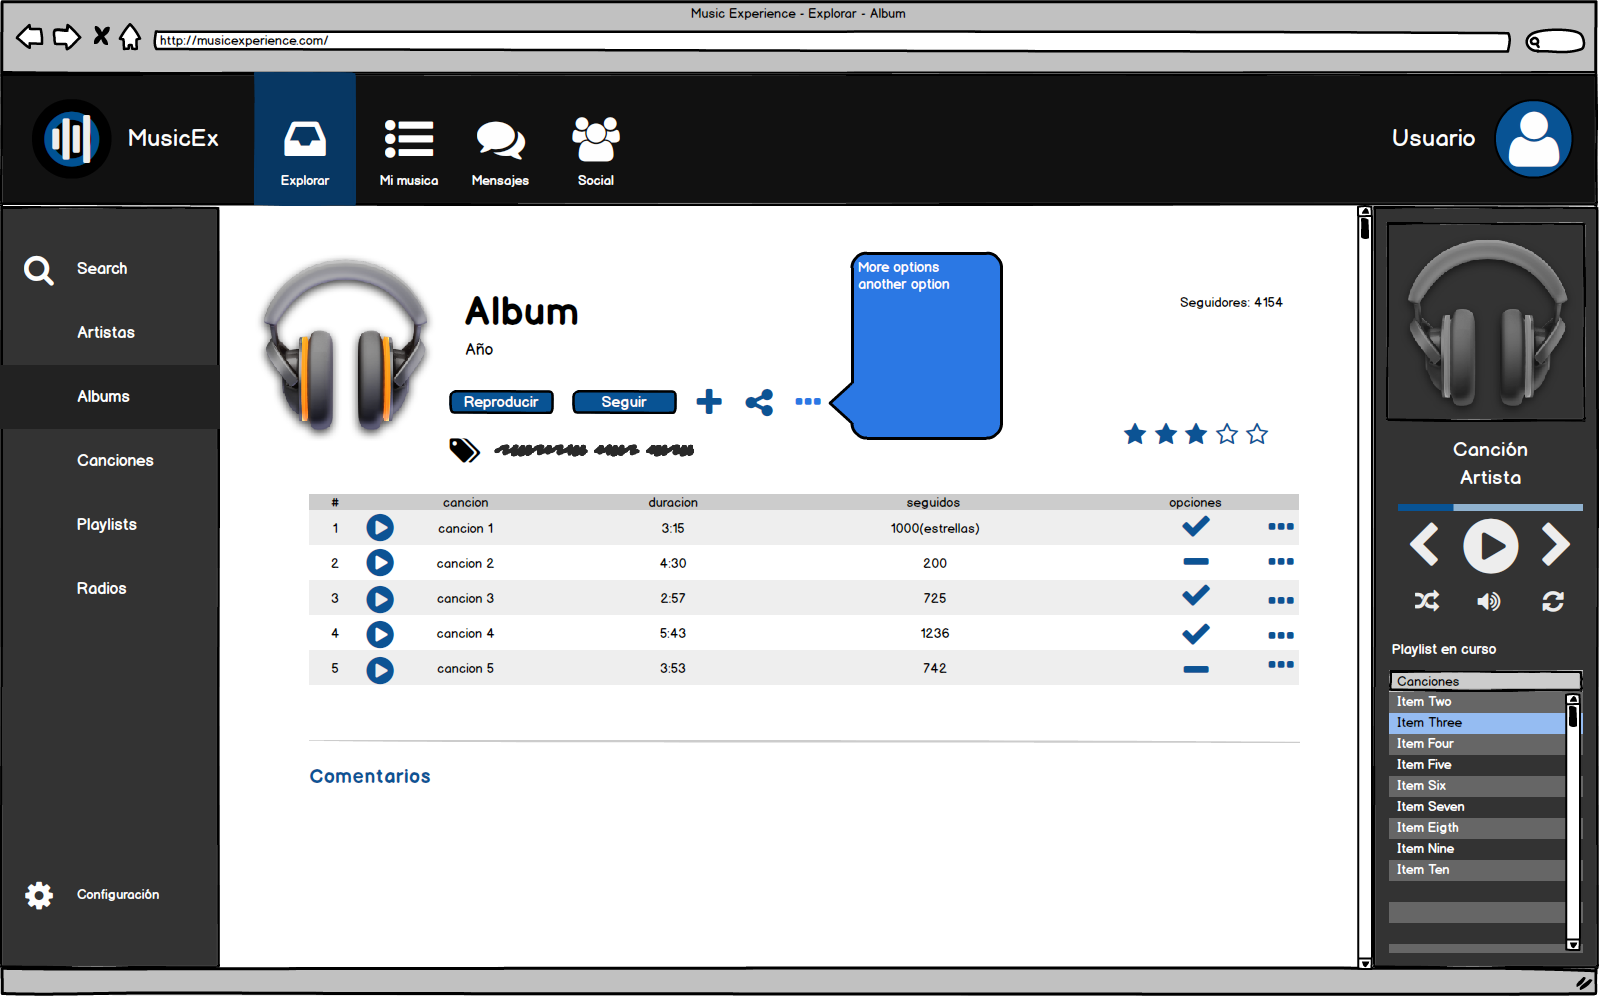 Music Experience - Explorar - Album
http://musicexperience.com/
MusicEx
Explorar
Mi musica
Mensajes
Social
Usuario
Search
Artistas
Albums
Canciones
Playlists
Radios
Configuración
Album
Año
Reproducir
Seguir
More options
another option
Seguidores: 4154
# cancion duracion seguidos opciones
1 cancion 1 3:15 1000(estrellas)
2 cancion 2 4:30 200
3 cancion 3 2:57 725
4 cancion 4 5:43 1236
5 cancion 5 3:53 742
Comentarios
Canción
Artista
Playlist en curso
Canciones
Item Two
Item Three
Item Four
Item Five
Item Six
Item Seven
Item Eigth
Item Nine
Item Ten